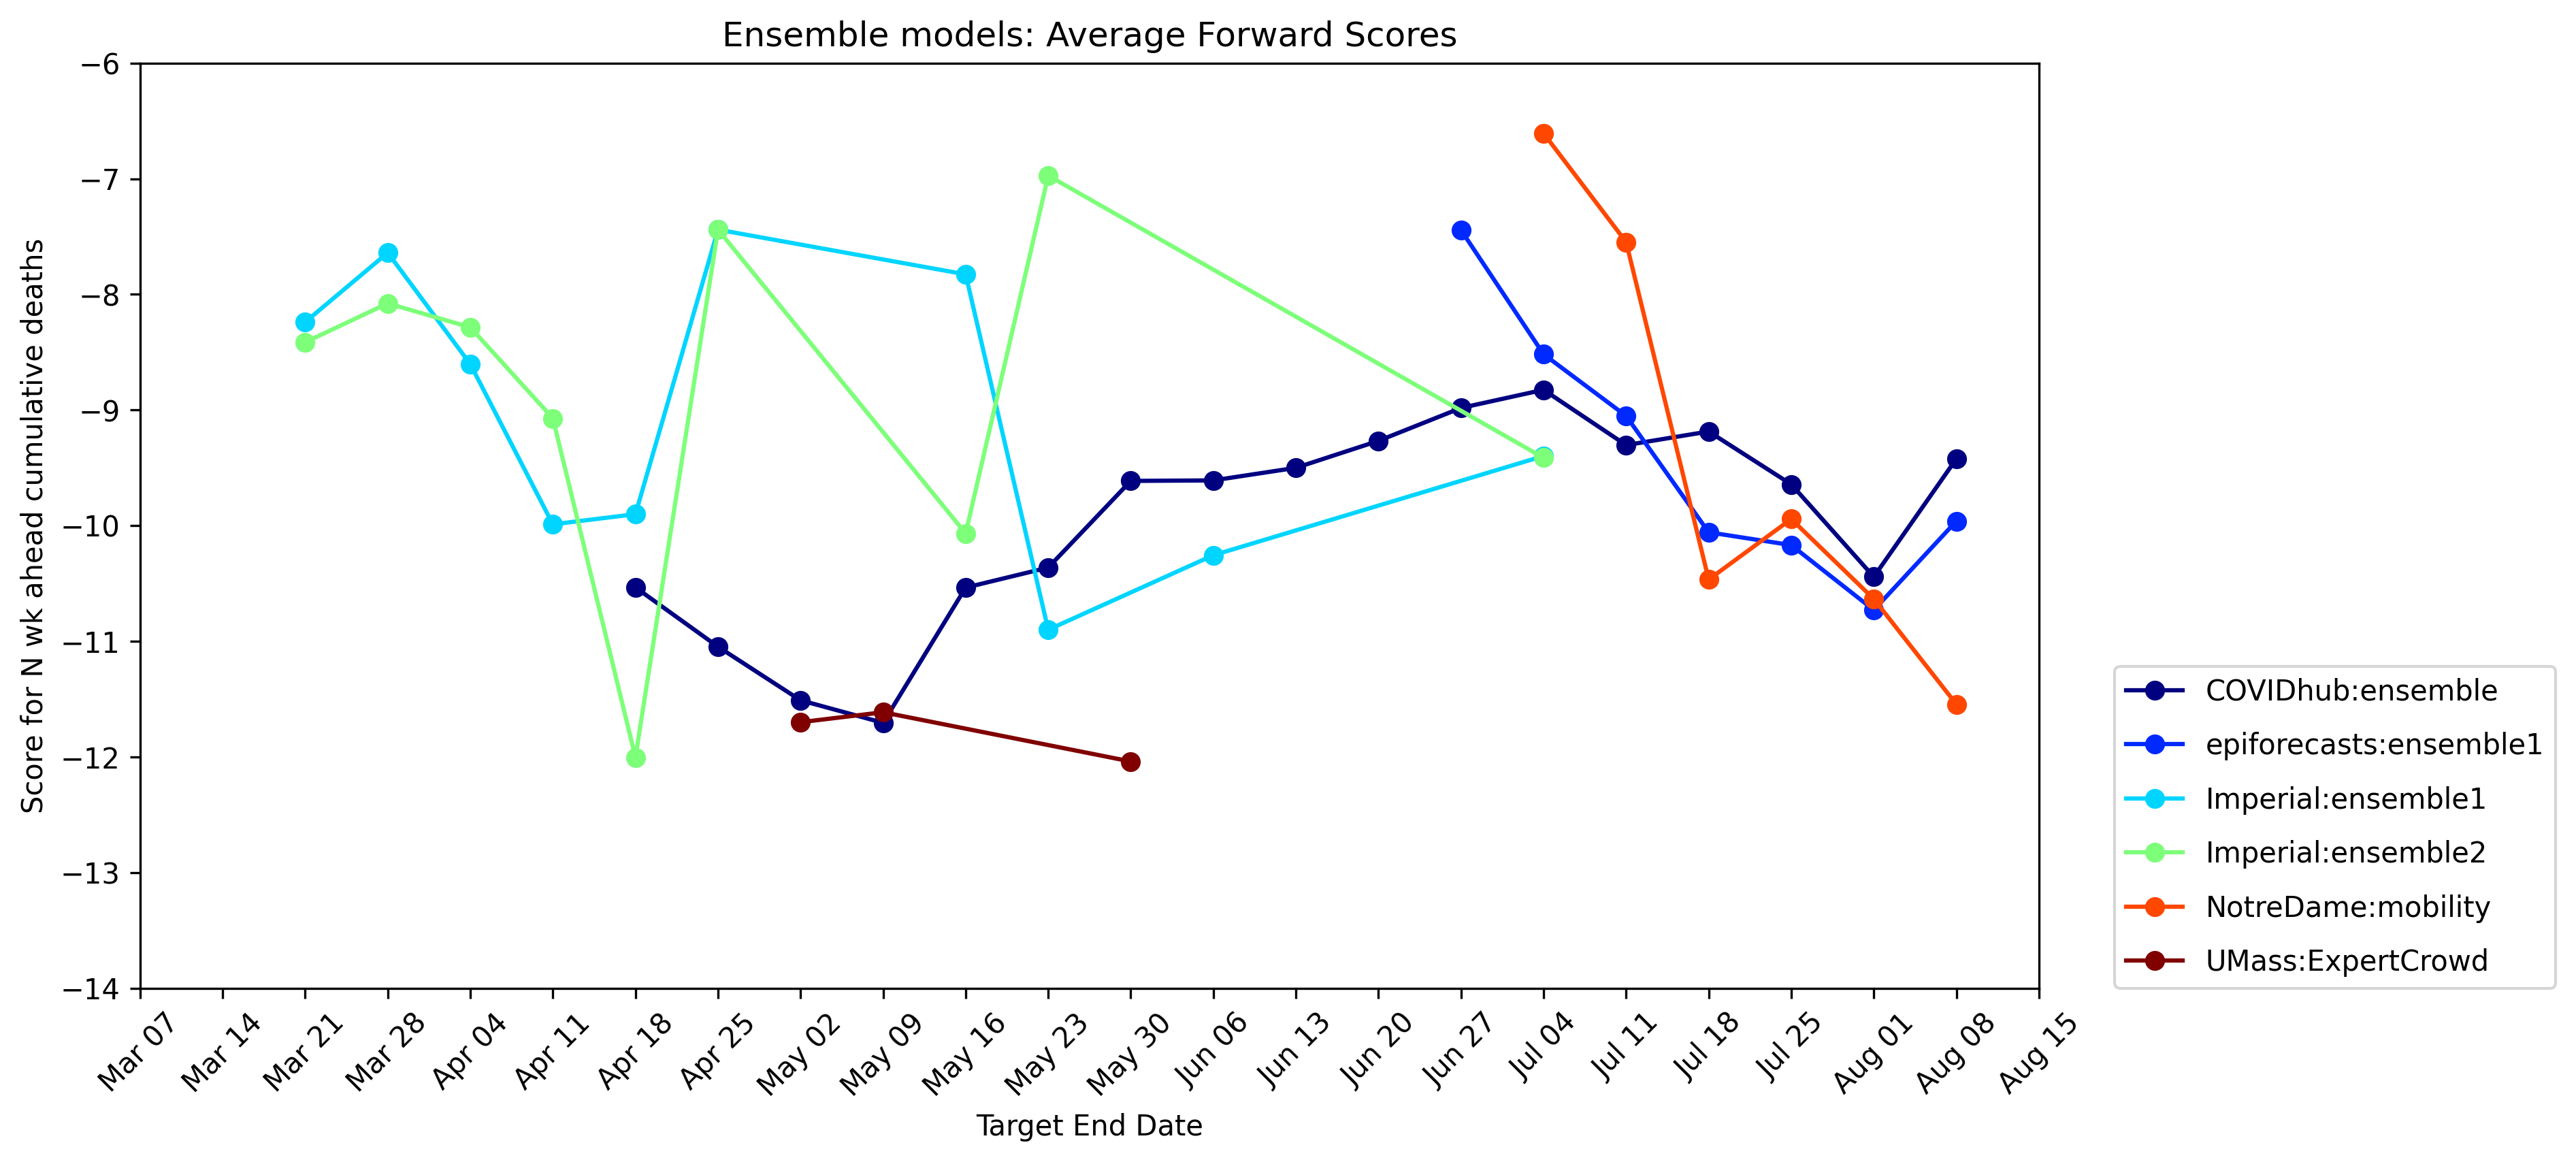 Ensemble models: Average Forward Scores
Score for N wk ahead cumulative deaths
−6
−7
−8
−9
−10
−11
−12
−13
−14
Mar 07
Mar 14
Mar 21
Mar 28
Apr 04
Apr 11
Apr 18
Apr 25
May 02
May 09
May 16
May 23
May 30
Jun 06
Jun 13
Jun 20
Jun 27
Jul 04
Jul 11
Jul 18
Jul 25
Aug 01
Aug 08
Aug 15
Target End Date
COVIDhub:ensemble
epiforecasts:ensemble1
Imperial:ensemble1
Imperial:ensemble2
NotreDame:mobility
UMass:ExpertCrowd